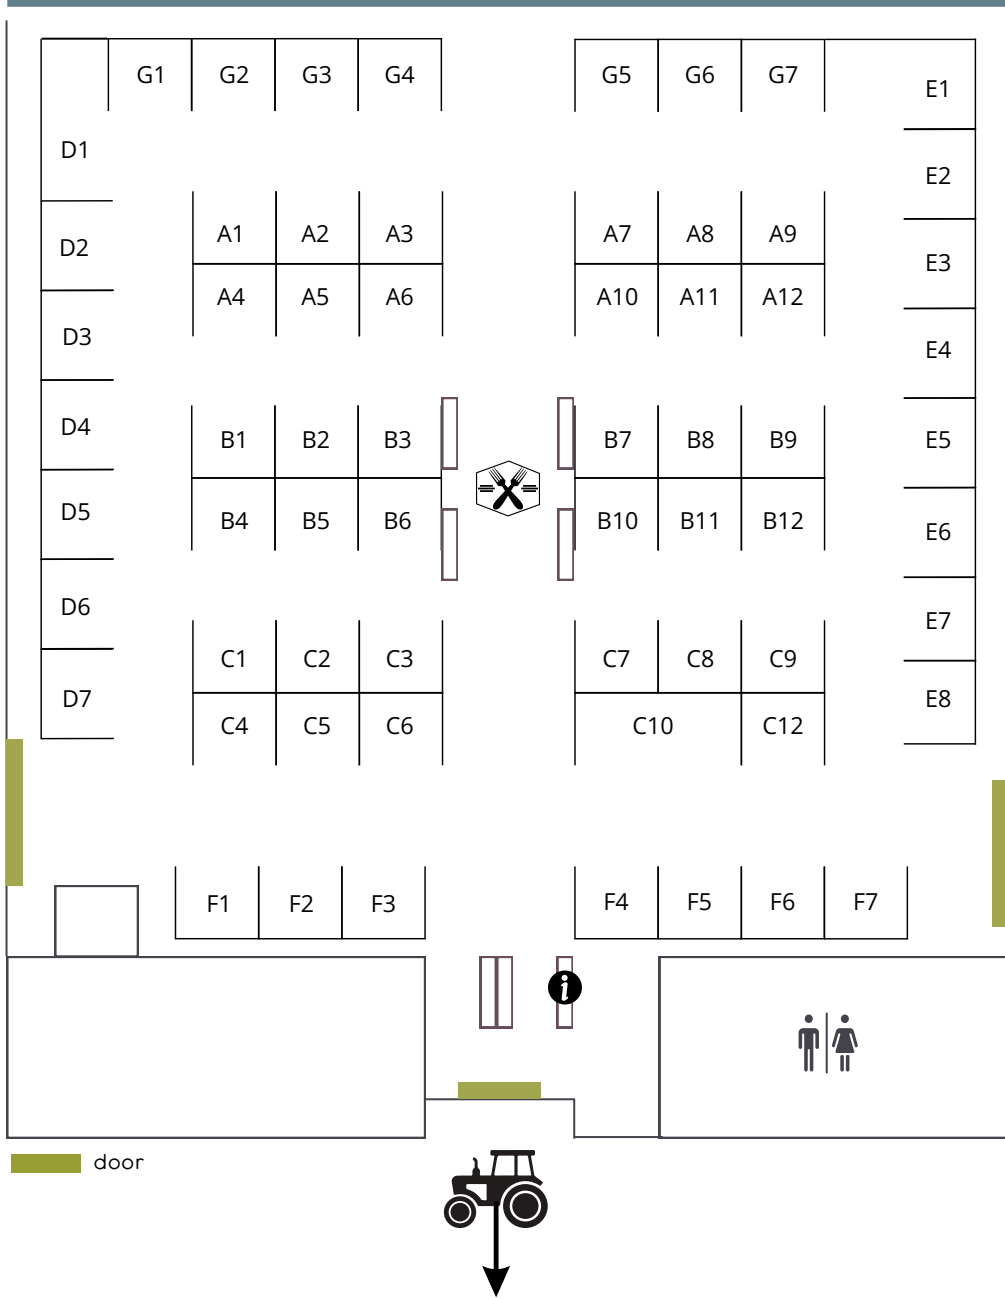 G1 G2 G3 G4 G5 G6 G7 E1
D1 E2
D2 A1 A2 A3 A7 A8 A9 E3
A4 A5 A6 A10 A11 A12
D3 E4
D4 B1 B2 B3 B7 B8 B9 E5
D5 B4 B5 B6 B10 B11 B12 E6
D6 E7
C1 C2 C3 C7 C8 C9
D7 E8
C4 C5 C6 C10 C12
F1 F2 F3 F4 F5 F6 F7
i
door